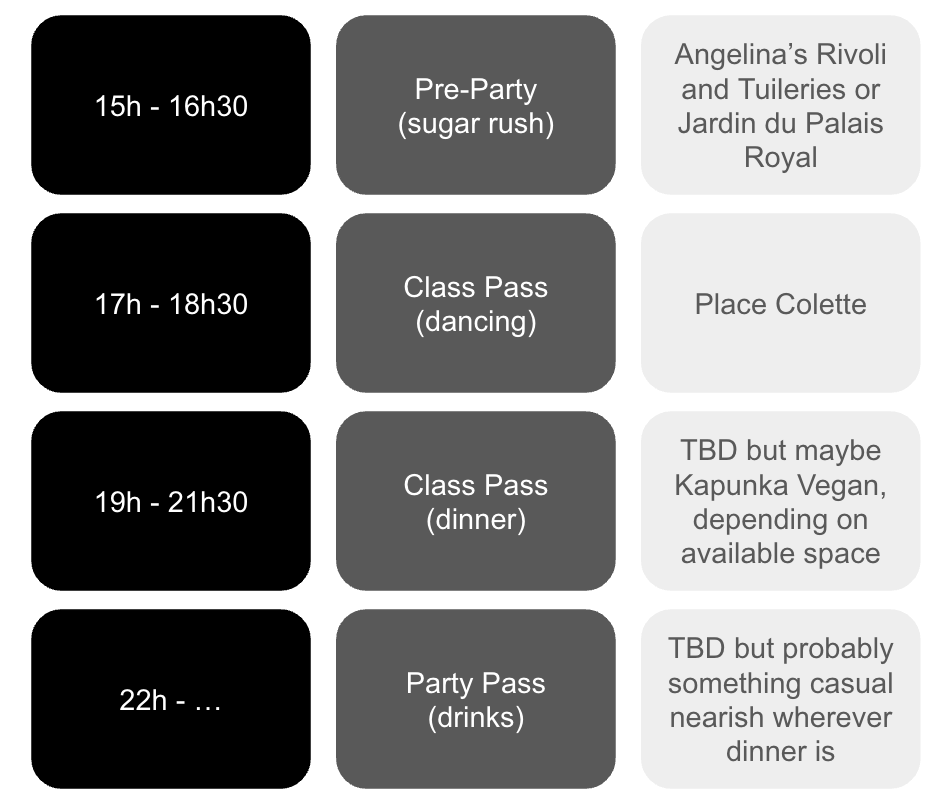 15h - 16h30
Pre-Party
(sugar rush)
Angelina’s Rivoli
and Tuileries or
Jardin du Palais
Royal
17h - 18h30
Class Pass
(dancing)
Place Colette
19h - 21h30
Class Pass
(dinner)
TBD but maybe
Kapunka Vegan,
depending on
available space
22h - …
Party Pass
(drinks)
TBD but probably
something casual
nearish wherever
dinner is